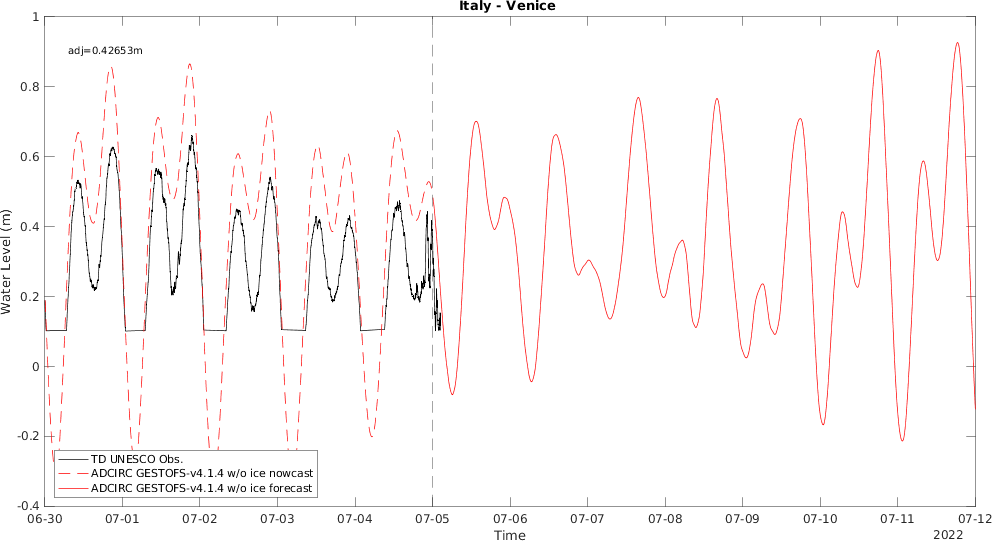 Italy - Venice
adj=0.42653m
Water Level (m)
1
0.8
0.6
0.4
0.2
0
-0.2
-0.4
TD UNESCO Obs.
ADCIRC GESTOFS-v4.1.4 w/o ice nowcast
ADCIRC GESTOFS-v4.1.4 w/o ice forecast
06-30 07-01 07-02 07-03 07-04 07-05 07-06 07-07 07-08 07-09 07-10 07-11 07-12
Time
2022